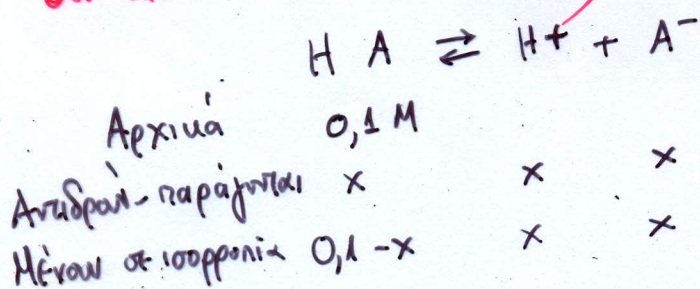 HA ⇌ H+ + A⁻
Αρχικά 0,1 M
Αντιδρούν-παράγονται x x x
Μένουν σε ισορροπία 0,1-x x x